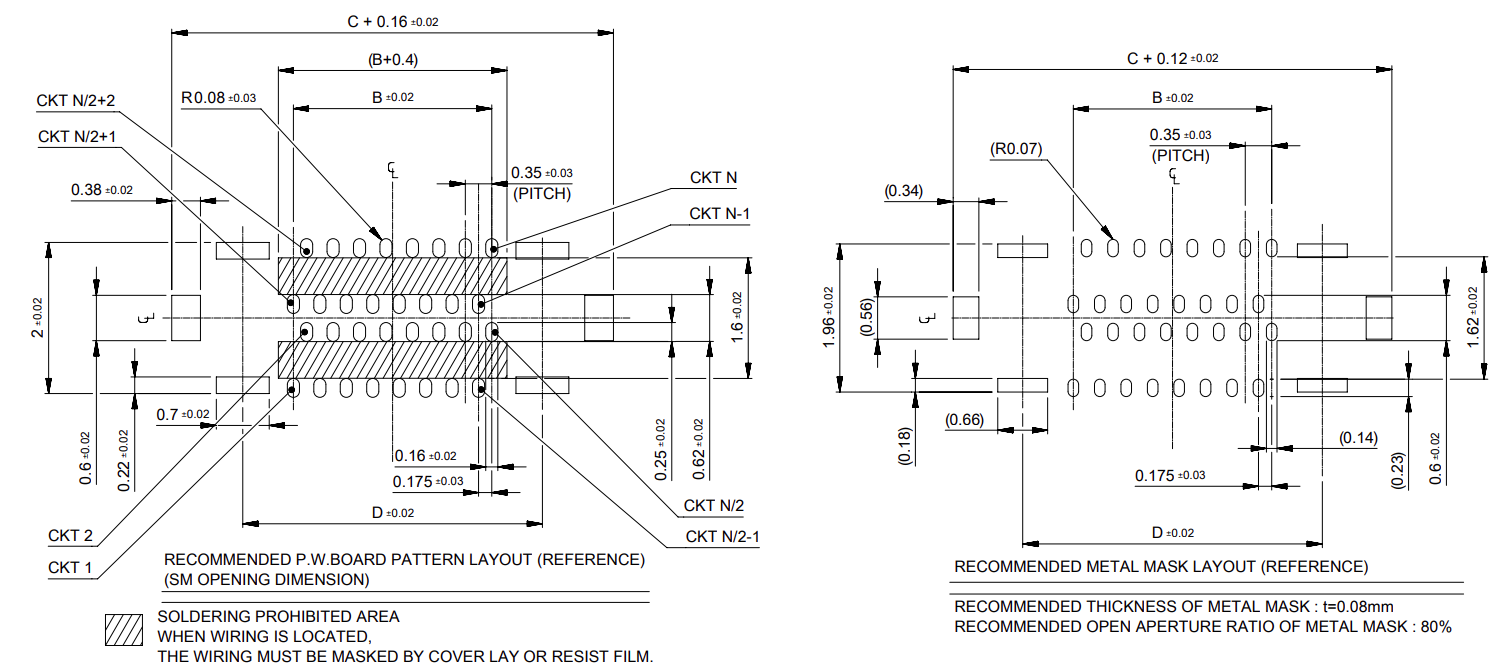 C + 0.16 ±0.02
(B+0.4)
CKT N/2+2
R0.08 ±0.03
B ±0.02
CKT N/2+1
CL
0.35 ±0.03
(PITCH)
CKT N
0.38 ±0.02
CKT N-1
2 ±0.02
CL
1.6 ±0.02
0.7 ±0.02
0.6 ±0.02
0.22 ±0.02
0.16 ±0.02
0.25 ±0.02
0.62 ±0.02
0.175 ±0.03
D ±0.02
CKT N/2
CKT 2
CKT N/2-1
CKT 1
RECOMMENDED P.W.BOARD PATTERN LAYOUT (REFERENCE)
(SM OPENING DIMENSION)
SOLDERING PROHIBITED AREA
WHEN WIRING IS LOCATED,
THE WIRING MUST BE MASKED BY COVER LAY OR RESIST FILM.
C + 0.12 ±0.02
B ±0.02
0.35 ±0.03
(PITCH)
(R0.07)
CL
(0.34)
1.96 ±0.02
(0.56)
CL
1.62 ±0.02
(0.66)
(0.18)
(0.14)
0.175 ±0.03
(0.23)
0.6 ±0.02
D ±0.02
RECOMMENDED METAL MASK LAYOUT (REFERENCE)
RECOMMENDED THICKNESS OF METAL MASK : t=0.08mm
RECOMMENDED OPEN APERTURE RATIO OF METAL MASK : 80%